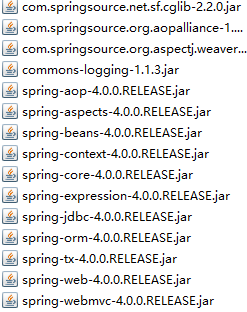 com.springsource.net.sf.cglib-2.2.0.jar
com.springsource.org.aopalliance-1....
com.springsource.org.aspectj.weaver...
commons-logging-1.1.3.jar
spring-aop-4.0.0.RELEASE.jar
spring-aspects-4.0.0.RELEASE.jar
spring-beans-4.0.0.RELEASE.jar
spring-context-4.0.0.RELEASE.jar
spring-core-4.0.0.RELEASE.jar
spring-expression-4.0.0.RELEASE.jar
spring-jdbc-4.0.0.RELEASE.jar
spring-orm-4.0.0.RELEASE.jar
spring-tx-4.0.0.RELEASE.jar
spring-web-4.0.0.RELEASE.jar
spring-webmvc-4.0.0.RELEASE.jar